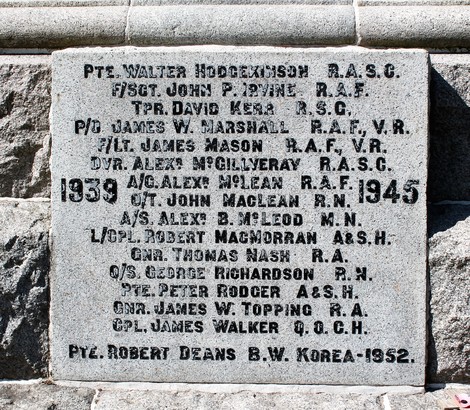 PTE. WALTER HODGEKINSON R.A.S.C.
F/SGT. JOHN P. IRVINE R.A.F.
TPR. DAVID KERR R.S.G.
P/O JAMES W. MARSHALL R.A.F., V.R.
F/LT. JAMES MASON R.A.F., V.R.
DVR. ALEXR MCGILLVERAY R.A.S.C.
A/C. ALEXR MCLEAN R.A.F.
1939 O/T. JOHN MACLEAN R.N. 1945
A/S. ALEXR B. MCLEOD M.N.
L/CPL. ROBERT MACMORRAN A&S.H.
GNR. THOMAS NASH R.A.
Q/S. GEORGE RICHARDSON R.N.
PTE. PETER RODGER A&S.H.
GNR. JAMES W. TOPPING R.A.
CPL. JAMES WALKER Q.O.C.H.
PTE. ROBERT DEANS B.W. KOREA-1952.